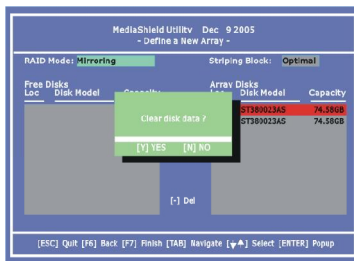 MediaShield Utility Dec 9 2005
- Define a New Array -
RAID Mode: Mirroring Striping Block: Optimal
Free Disks Array Disks
Loc Disk Model Capacity Disk Model Capacity
ST380023AS 74.58GB
ST380023AS 74.58GB
Clear disk data ?
[Y] YES [N] NO
[-] Del
[ESC] Quit [F6] Back [F7] Finish [TAB] Navigate [↓↑] Select [ENTER] Popup